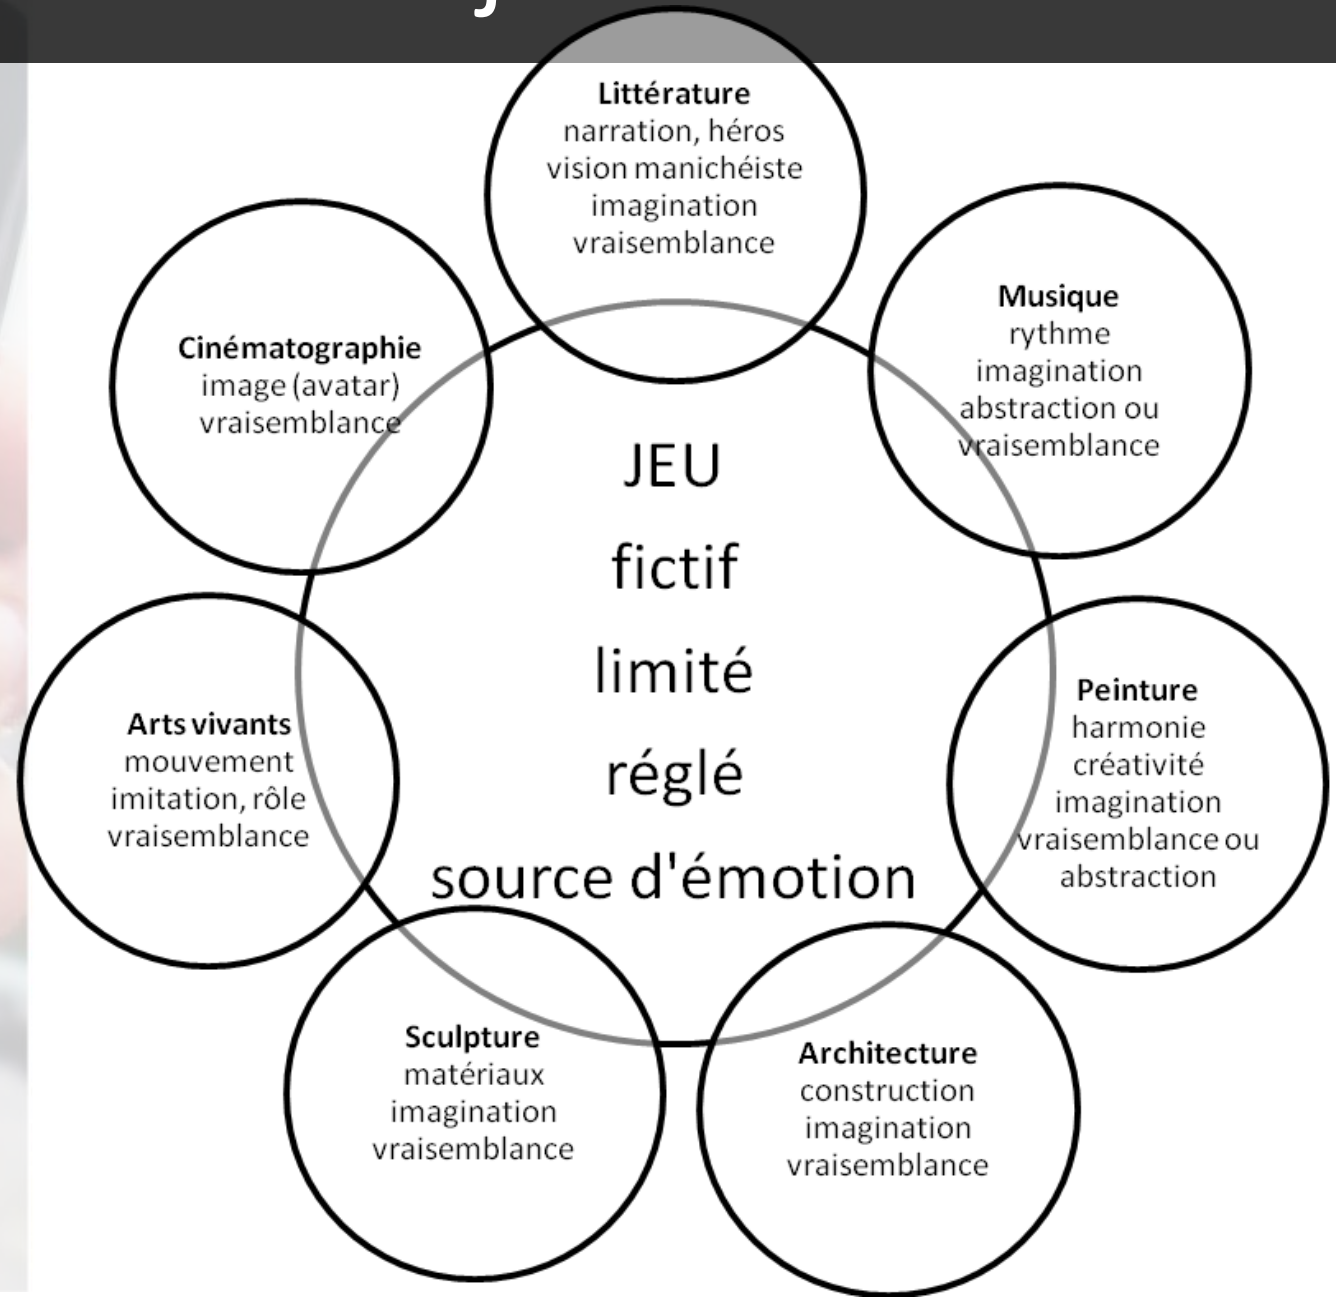 Littérature
narration, héros
vision manichéiste
imagination
vraisemblance
Musique
rythme
imagination
abstraction ou
vraisemblance
Cinématographie
image (avatar)
vraisemblance
JEU
fictif
limité
réglé
source d'émotion
Peinture
harmonie
créativité
imagination
vraisemblance ou
abstraction
Arts vivants
mouvement
imitation, rôle
vraisemblance
Sculpture
matériaux
imagination
vraisemblance
Architecture
construction
imagination
vraisemblance